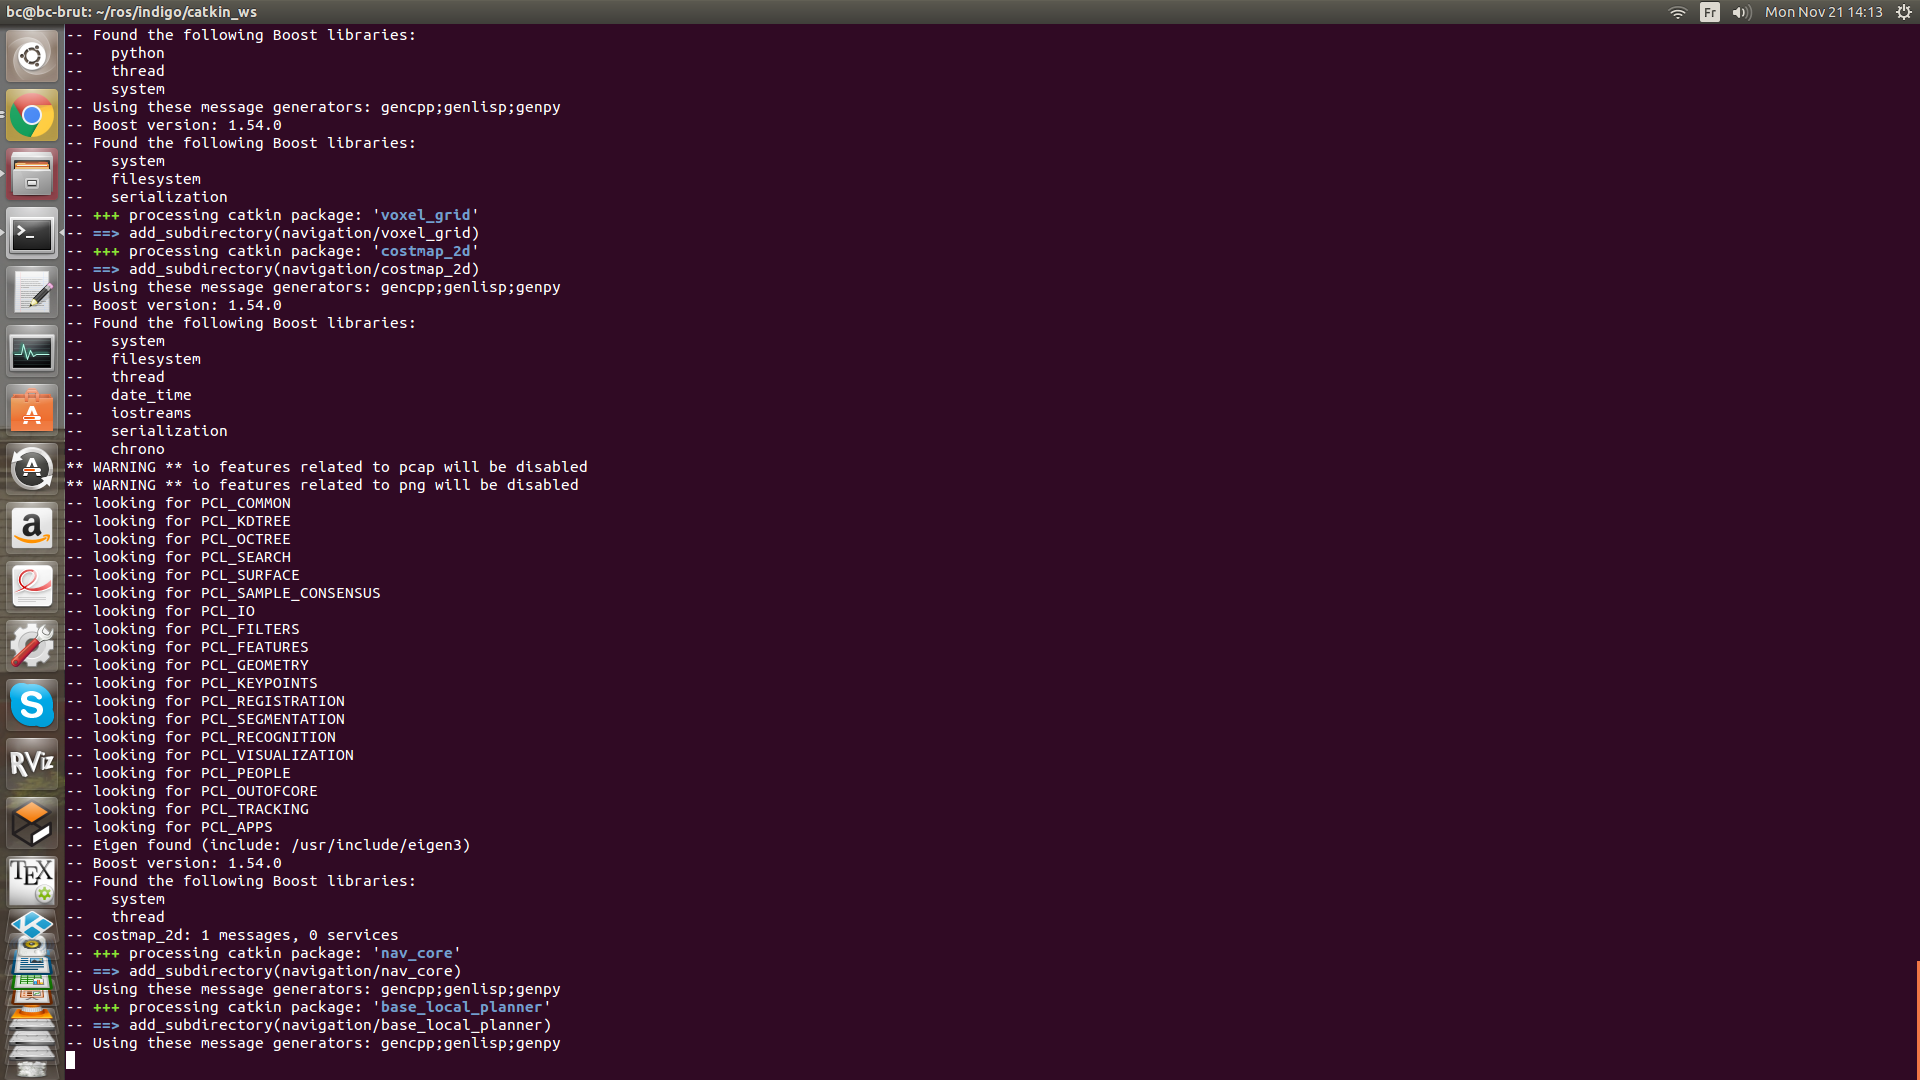 bc@bc-brut: ~/ros/indigo/catkin_ws
Fr
Mon Nov 21 14:13
-- Found the following Boost libraries:
--   python
--   thread
--   system
-- Using these message generators: gencpp;genlisp;genpy
-- Boost version: 1.54.0
-- Found the following Boost libraries:
--   system
--   filesystem
--   serialization
-- +++ processing catkin package: 'voxel_grid'
-- ==> add_subdirectory(navigation/voxel_grid)
-- +++ processing catkin package: 'costmap_2d'
-- ==> add_subdirectory(navigation/costmap_2d)
-- Using these message generators: gencpp;genlisp;genpy
-- Boost version: 1.54.0
-- Found the following Boost libraries:
--   system
--   filesystem
--   thread
--   date_time
--   iostreams
--   serialization
--   chrono
** WARNING ** io features related to pcap will be disabled
** WARNING ** io features related to png will be disabled
-- looking for PCL_COMMON
-- looking for PCL_KDTREE
-- looking for PCL_OCTREE
-- looking for PCL_SEARCH
-- looking for PCL_SURFACE
-- looking for PCL_SAMPLE_CONSENSUS
-- looking for PCL_IO
-- looking for PCL_FILTERS
-- looking for PCL_FEATURES
-- looking for PCL_GEOMETRY
-- looking for PCL_KEYPOINTS
-- looking for PCL_REGISTRATION
-- looking for PCL_SEGMENTATION
-- looking for PCL_RECOGNITION
-- looking for PCL_VISUALIZATION
-- looking for PCL_PEOPLE
-- looking for PCL_OUTOFCORE
-- looking for PCL_TRACKING
-- looking for PCL_APPS
-- Eigen found (include: /usr/include/eigen3)
-- Boost version: 1.54.0
-- Found the following Boost libraries:
--   system
--   thread
-- costmap_2d: 1 messages, 0 services
-- +++ processing catkin package: 'nav_core'
-- ==> add_subdirectory(navigation/nav_core)
-- Using these message generators: gencpp;genlisp;genpy
-- +++ processing catkin package: 'base_local_planner'
-- ==> add_subdirectory(navigation/base_local_planner)
-- Using these message generators: gencpp;genlisp;genpy
>_
A
A
a
S
RViz
TEX